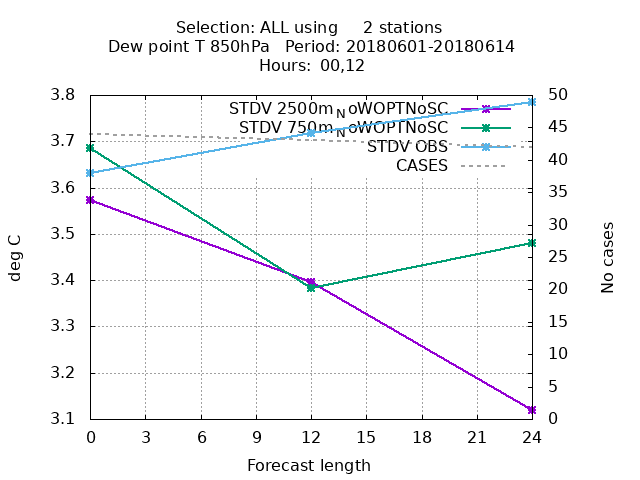 Selection: ALL using     2 stations
Dew point T 850hPa   Period: 20180601-20180614
Hours: 00,12
3.8 50
STDV 2500mNoWOPTNoSC
45
STDV 750mNoWOPTNoSC
3.7
STDV OBS
40
CASES
3.6 35
30
3.5
25
deg C
No cases
3.4 20
3.3 15
10
3.2
5
3.1 0
0 3 6 9 12 15 18 21 24
Forecast length